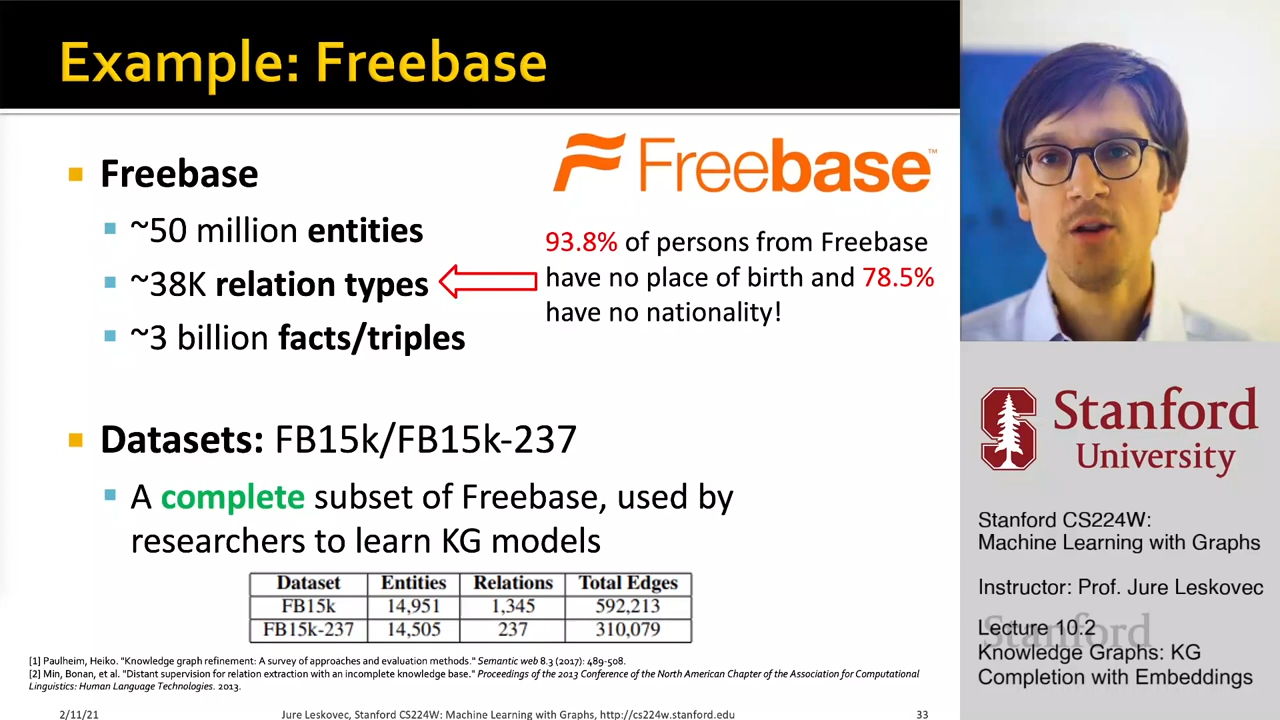 Example: Freebase
Freebase
~50 million entities
~38K relation types
~3 billion facts/triples
Freebase™
93.8% of persons from Freebase
have no place of birth and 78.5%
have no nationality!
Datasets: FB15k/FB15k-237
A complete subset of Freebase, used by
researchers to learn KG models
Dataset Entities Relations Total Edges
FB15k 14,951 1,345 592,213
FB15k-237 14,505 237 310,079
[1] Paulheim, Heiko. "Knowledge graph refinement: A survey of approaches and evaluation methods." Semantic web 8.3 (2017): 489-508.
[2] Min, Bonan, et al. "Distant supervision for relation extraction with an incomplete knowledge base." Proceedings of the 2013 Conference of the North American Chapter of the Association for Computational
Linguistics: Human Language Technologies. 2013.
2/11/21 Jure Leskovec, Stanford CS224W: Machine Learning with Graphs, http://cs224w.stanford.edu 33
Stanford
University
Stanford CS224W:
Machine Learning with Graphs
Instructor: Prof. Jure Leskovec
Stanford
Lecture 10.2
Knowledge Graphs: KG
Completion with Embeddings